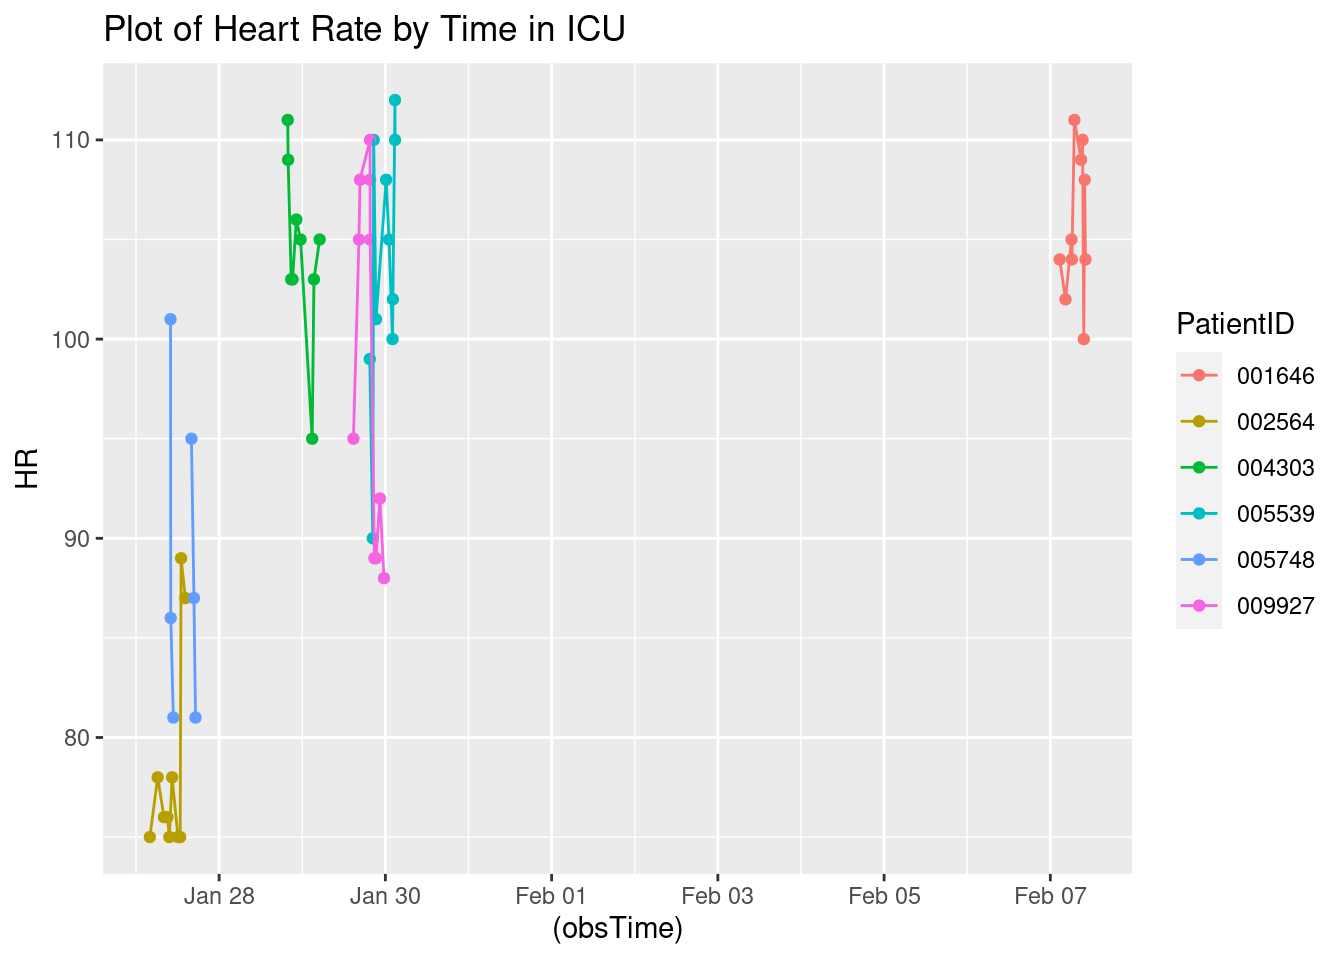 Plot of Heart Rate by Time in ICU
110
100
90
80
HR
Jan 28
Jan 30
Feb 01
Feb 03
Feb 05
Feb 07
(obsTime)
PatientID
001646
002564
004303
005539
005748
009927